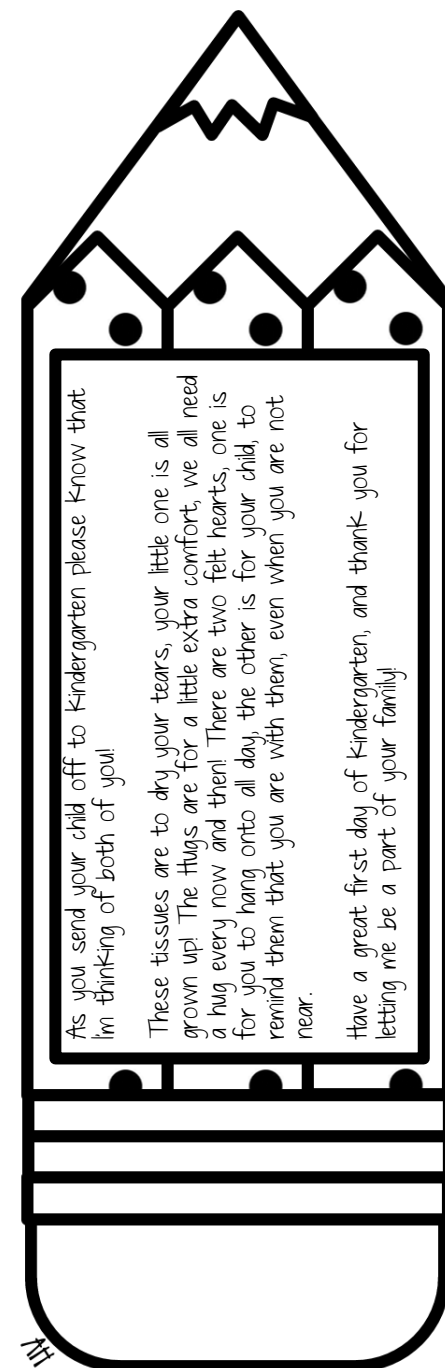 As you send your child off to Kindergarten please know that
I'm thinking of both of you!
These tissues are to dry your tears, your little one is all
grown up! The Hugs are for a little extra comfort, we all need
a hug every now and then! There are two felt hearts, one is
for you to hang onto all day, the other is for your child, to
remind them that you are with them, even when you are not
near.
Have a great first day of Kindergarten, and thank you for
letting me be a part of your family!
AH